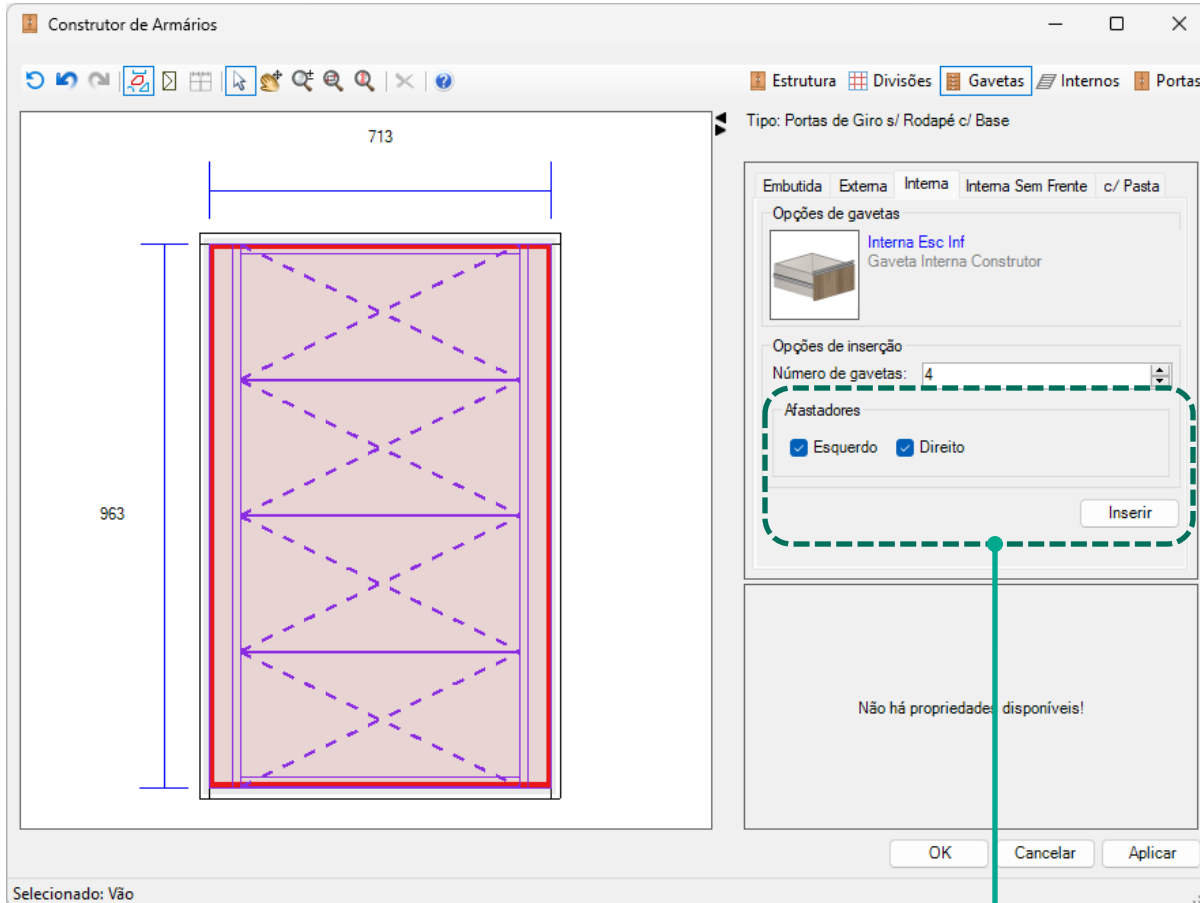 Construtor de Armários
Estrutura Divisões Gavetas Internos Portas
Tipo: Portas de Giro s/ Rodapé c/ Base
713
Embutida Externa Interna Interna Sem Frente c/ Pasta
Opções de gavetas
Interna Esc Inf
Gaveta Interna Construtor
Opções de inserção
Número de gavetas: 4
Afastadores
Esquerdo Direito
963
Inserir
Não há propriedades disponíveis!
OK Cancelar Aplicar
Selecionado: Vão